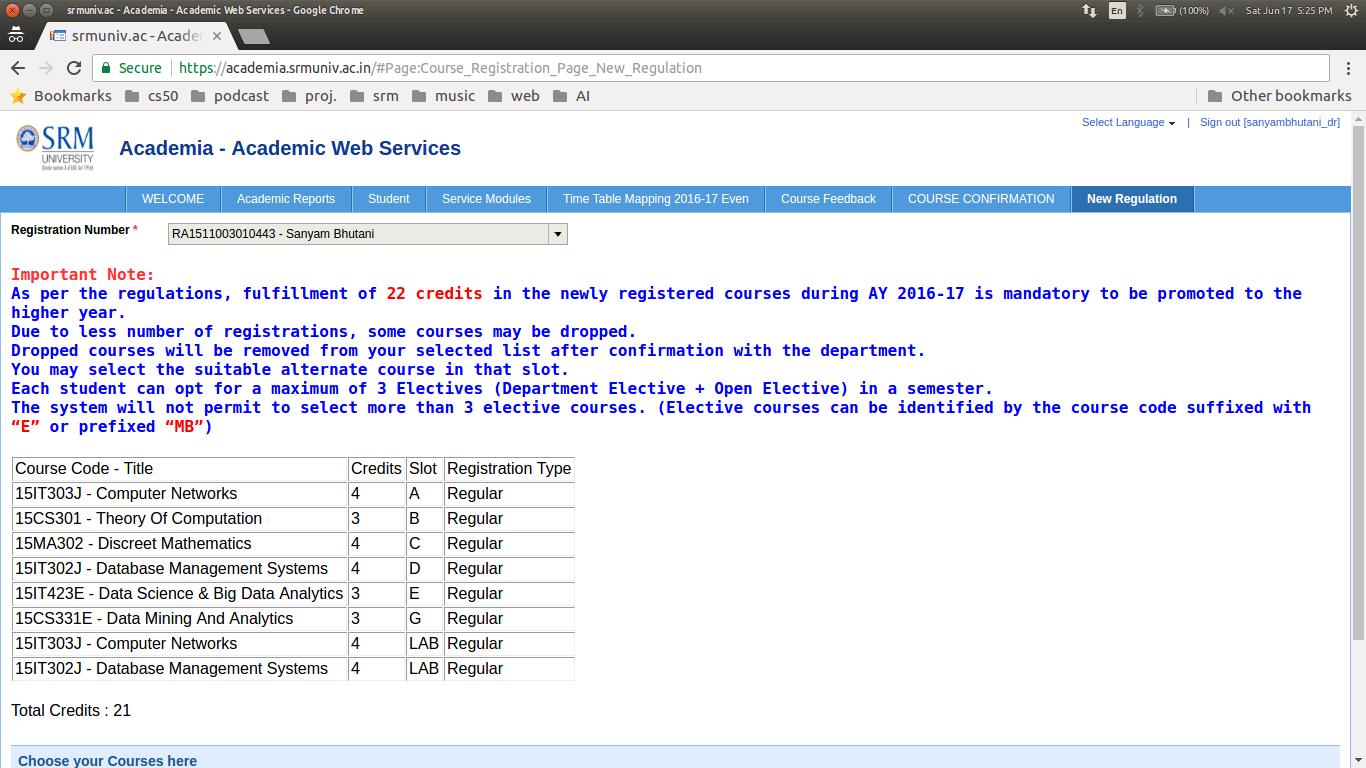 srmuniv.ac - Academia - Academic Web Services - Google Chrome
En (100%) Sat Jun 17 5:25 PM
srmuniv.ac - Acade
Secure https://academia.srmuniv.ac.in/#Page:Course_Registration_Page_New_Regulation
Bookmarks cs50 podcast proj. srm music web AI Other bookmarks
Select Language | Sign out [sanyambhutani_dr]
SRM
UNIVERSITY
Academia - Academic Web Services
WELCOME Academic Reports Student Service Modules Time Table Mapping 2016-17 Even Course Feedback COURSE CONFIRMATION New Regulation
Registration Number * RA1511003010443 - Sanyam Bhutani
Important Note:
As per the regulations, fulfillment of 22 credits in the newly registered courses during AY 2016-17 is mandatory to be promoted to the
higher year.
Due to less number of registrations, some courses may be dropped.
Dropped courses will be removed from your selected list after confirmation with the department.
You may select the suitable alternate course in that slot.
Each student can opt for a maximum of 3 Electives (Department Elective + Open Elective) in a semester.
The system will not permit to select more than 3 elective courses. (Elective courses can be identified by the course code suffixed with
“E” or prefixed “MB”)
Course Code - Title Credits Slot Registration Type
15IT303J - Computer Networks 4 A Regular
15CS301 - Theory Of Computation 3 B Regular
15MA302 - Discreet Mathematics 4 C Regular
15IT302J - Database Management Systems 4 D Regular
15IT423E - Data Science & Big Data Analytics 3 E Regular
15CS331E - Data Mining And Analytics 3 G Regular
15IT303J - Computer Networks 4 LAB Regular
15IT302J - Database Management Systems 4 LAB Regular
Total Credits : 21
Choose your Courses here